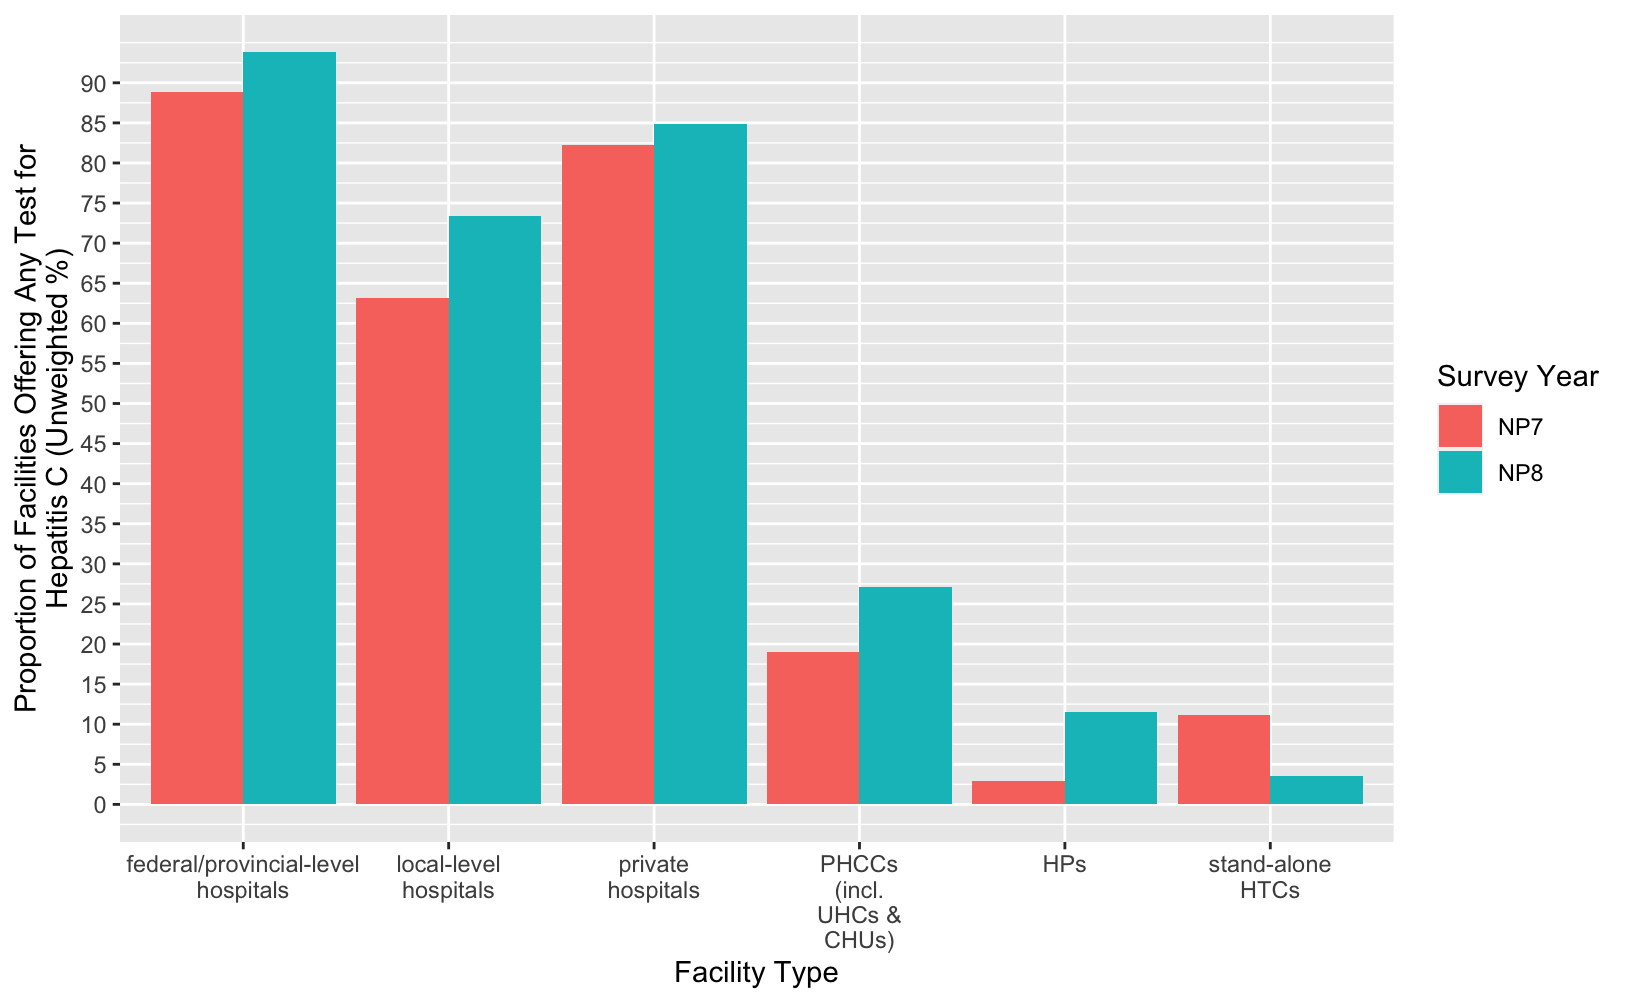 Proportion of Facilities Offering Any Test for
Hepatitis C (Unweighted %)
90
85
80
75
70
65
60
55
50
45
40
35
30
25
20
15
10
5
0
federal/provincial-level
hospitals
local-level
hospitals
private
hospitals
PHCCs
(incl.
UHCs &
CHUs)
HPs
stand-alone
HTCs
Facility Type
Survey Year
NP7
NP8